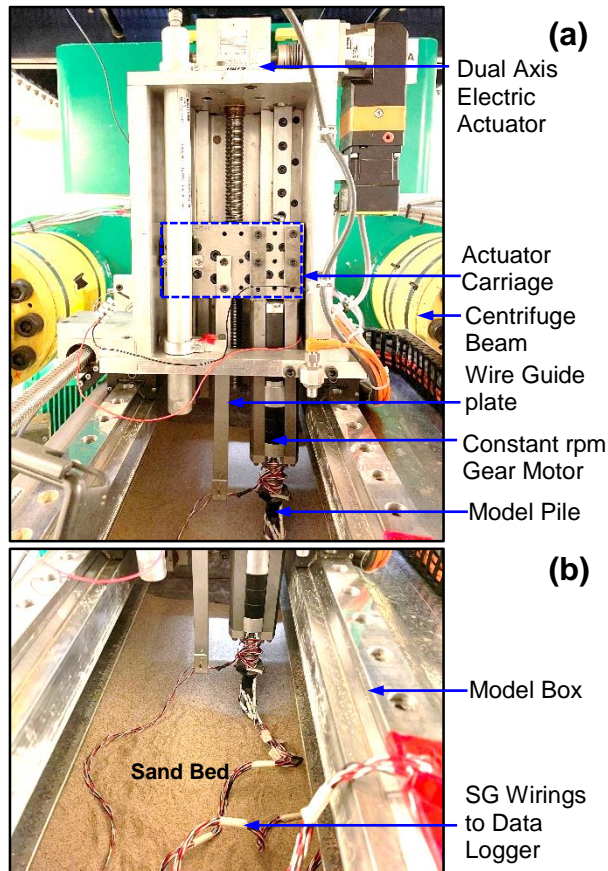 (a)
Dual Axis
Electric
Actuator
Actuator
Carriage
Centrifuge
Beam
Wire Guide
plate
Constant rpm
Gear Motor
Model Pile
(b)
Model Box
Sand Bed
SG Wirings
to Data
Logger